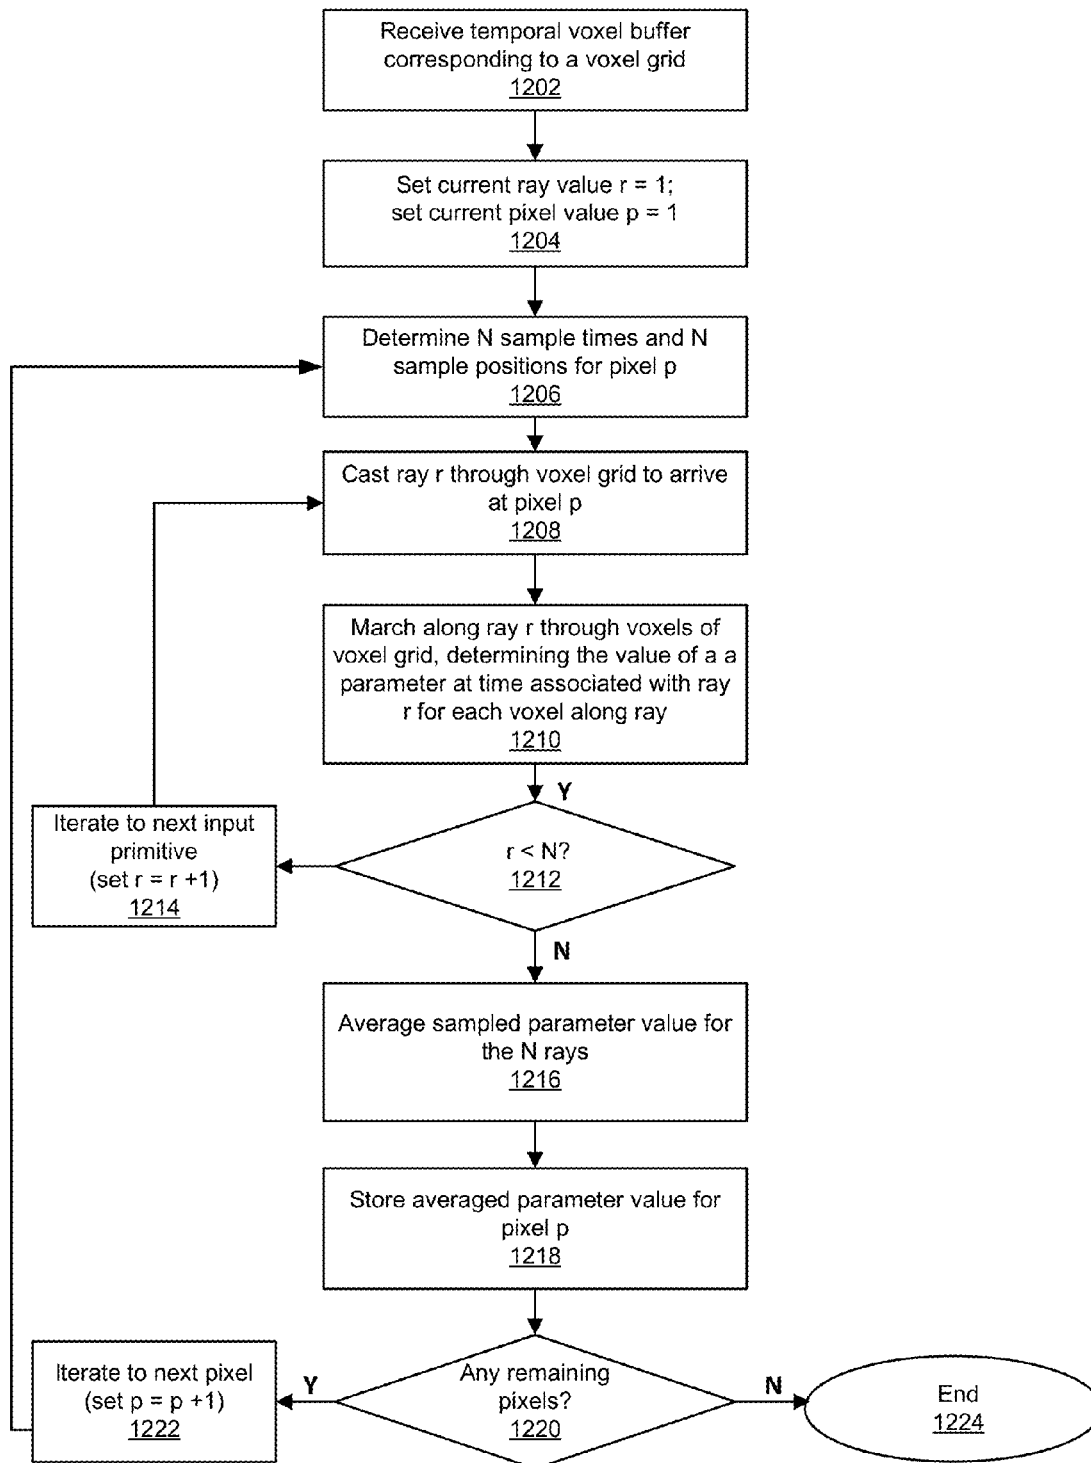 Receive temporal voxel buffer
corresponding to a voxel grid
1202
Set current ray value r = 1;
set current pixel value p = 1
1204
Determine N sample times and N
sample positions for pixel p
1206
Cast ray r through voxel grid to arrive
at pixel p
1208
March along ray r through voxels of
voxel grid, determining the value of a a
parameter at time associated with ray
r for each voxel along ray
1210
Y
Iterate to next input
primitive
(set r = r +1)
1214
r < N?
1212
N
Average sampled parameter value for
the N rays
1216
Store averaged parameter value for
pixel p
1218
Iterate to next pixel
(set p = p +1)
1222
Y
Any remaining
pixels?
1220
N
End
1224